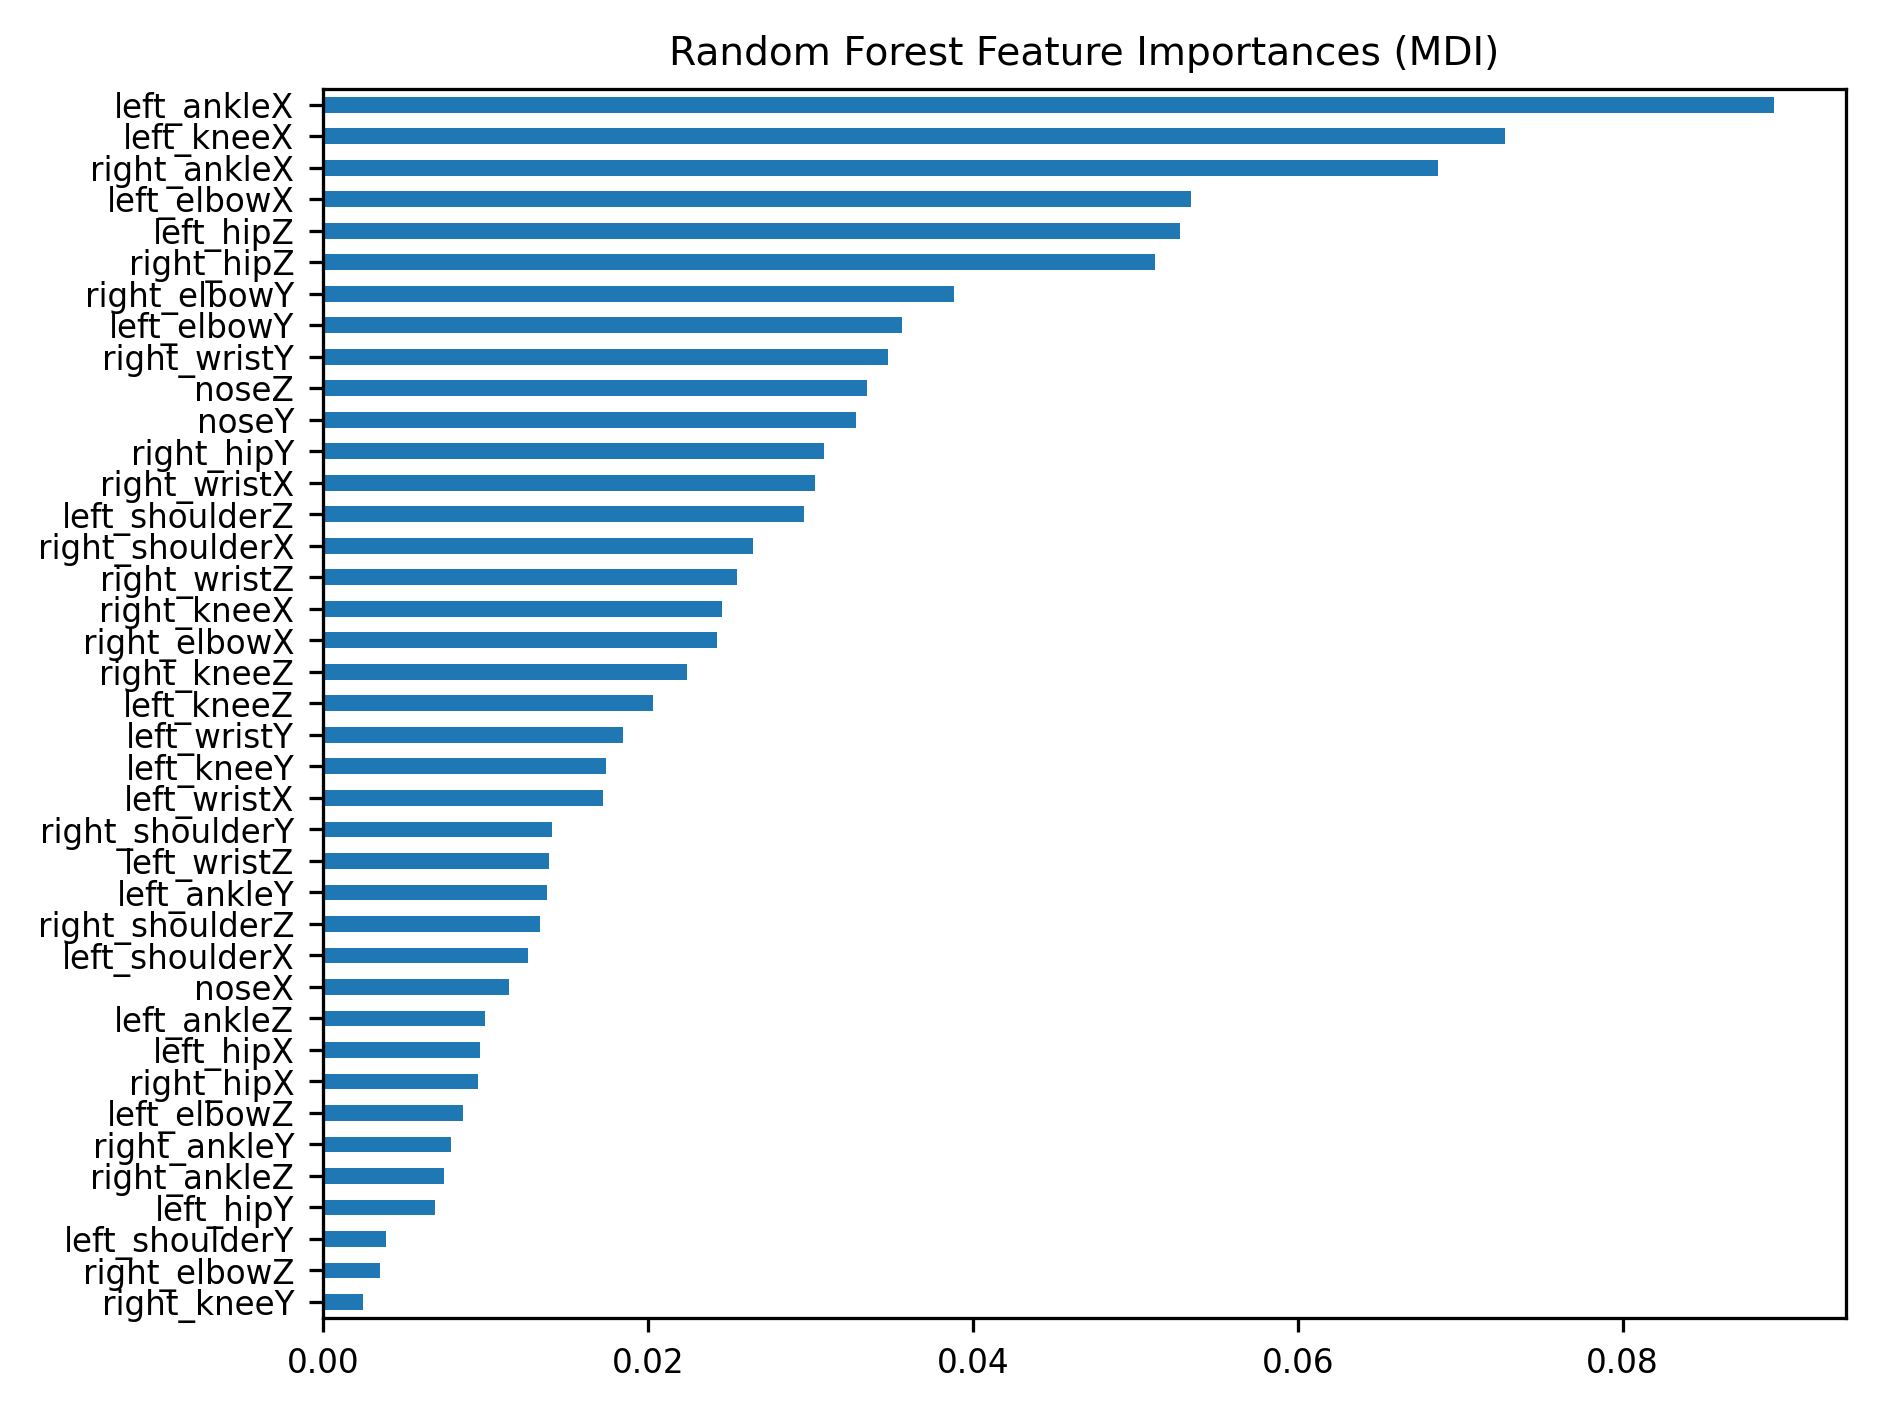 Random Forest Feature Importances (MDI)
left_ankleX
left_kneeX
right_ankleX
left_elbowX
left_hipZ
right_hipZ
right_elbowY
left_elbowY
right_wristY
noseZ
noseY
right_hipY
right_wristX
left_shoulderZ
right_shoulderX
right_wristZ
right_kneeX
right_elbowX
right_kneeZ
left_kneeZ
left_wristY
left_kneeY
left_wristX
right_shoulderY
left_wristZ
left_ankleY
right_shoulderZ
left_shoulderX
noseX
left_ankleZ
left_hipX
right_hipX
left_elbowZ
right_ankleY
right_ankleZ
left_hipY
left_shoulderY
right_elbowZ
right_kneeY
0.00 0.02 0.04 0.06 0.08